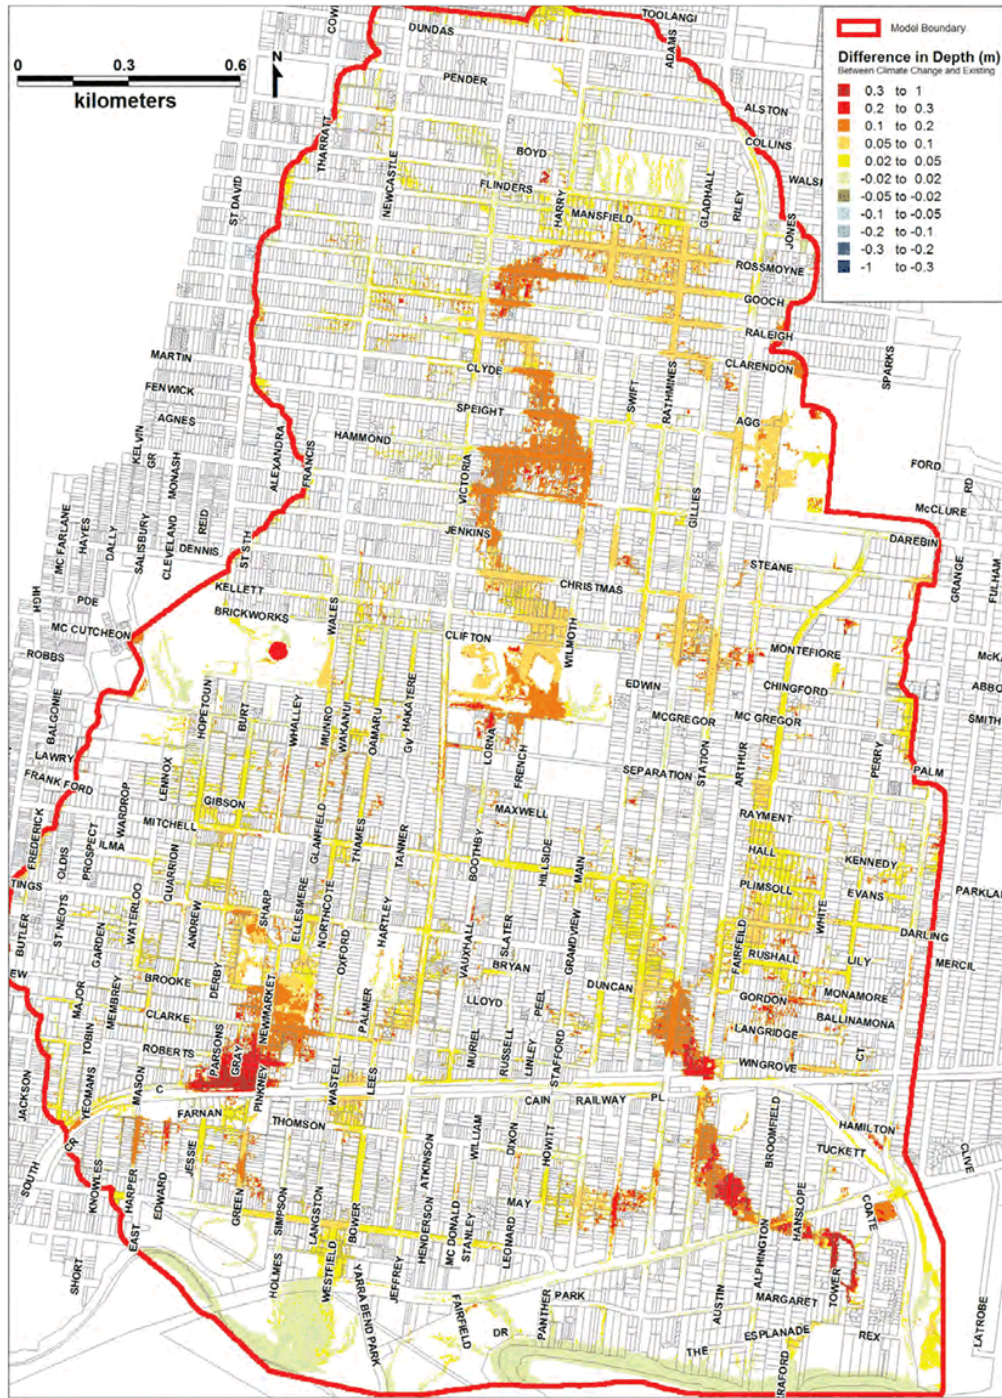 COW
DUNDAS
TOOLANGI
ADAMS
PENDER
0 0.3 0.6
kilometers
N
ALSTON
COLLINS
THARRATT
BOYD
NEWCASTLE
FLINDERS
HARRY
MANSFIELD
GLADHALL
RILEY
WALSH
JONES
ST DAVID
ROSSMOYNE
GOOCH
RALEIGH
CLARENDON
SPARKS
MARTIN
FENWICK
AGNES
CLYDE
SPEIGHT
SWIFT
RATHMINES
AGG
HAMMOND
VICTORIA
KELVIN
GR
MONASH
ALEXANDRA
FRANCIS
FORD
RD
McCLURE
MC FARLANE
HAYES
DALLY
SALISBURY
CLEVELAND
REID
DENNIS
ST STH
JENKINS
GILLIES
DAREBIN
STEANE
GRANGE
FULHAM
HIGH
PDE
KELLETT
BRICKWORKS
WALES
CHRISTMAS
MC CUTCHEON
ROBBS
CLIFTON
WILMOTH
MONTEFIORE
McK
ABBO
SMITH
BALGONIE
HOPETOUN
BURT
WHALLEY
MUNRO
WAKANUI
OAMARU
GV
HAKATERE
LORNA
FRENCH
EDWIN
MCGREGOR
MC GREGOR
CHINGFORD
STATION
ARTHUR
PERRY
PALM
SEPARATION
LAWRY
FRANK FORD
LENNOX
GIBSON
MITCHELL
ILMA
WARDROP
PROSPECT
OLDIS
FREDERICK
GLANFIELD
THAMES
TANNER
BOOTHBY
MAXWELL
HILLSIDE
MAIN
RAYMENT
HALL
KENNEDY
PLIMSOLL
EVANS
WHITE
PARKLAN
TINGS
BUTLER
ST NEOTS
GARDEN
WATERLOO
QUARRION
ANDREW
SHARP
ELLESMERE
NORTHCOTE
OXFORD
HARTLEY
VAUXHALL
SLATER
GRANDVIEW
BRYAN
FAIRFEILD
RUSHALL
LILY
DARLING
MERCIL
EW
MAJOR
MEMBREY
BROOKE
DERBY
NEWMARKET
PALMER
LLOYD
PEEL
DUNCAN
GORDON
MONAMORE
BALLINAMONA
CLARKE
TOBIN
ROBERTS
PARSONS
GRAY
PINKNEY
WASTELL
LEES
MURIEL
RUSSELL
LINLEY
STAFFORD
LANGRIDGE
WINGROVE
CT
JACKSON
YEOMANS
MASON
C
FARNAN
THOMSON
CAIN
RAILWAY
PL
CR
SOUTH
KNOWLES
HARPER
EDWARD
JESSIE
GREEN
SIMPSON
LANGSTON
BOWER
ATKINSON
WILLIAM
DIXON
HOWITT
BROOMFIELD
HAMILTON
TUCKETT
CLIVE
EAST
SHORT
HOLMES
WESTFIELD
YARRA BEND PARK
JEFFREY
HENDERSON
MC DONALD
STANLEY
LEONARD
MAY
FAIRFIELD
DR
PANTHER
PARK
AUSTIN
ALPHINGTON
HANSLOPE
TOWER
COATE
MARGARET
THE
ESPLANADE
REX
LATROBE
Model Boundary
Difference in Depth (m)
Between Climate Change and Existing
0.3 to 1
0.2 to 0.3
0.1 to 0.2
0.05 to 0.1
0.02 to 0.05
-0.02 to 0.02
-0.05 to -0.02
-0.1 to -0.05
-0.2 to -0.1
-0.3 to -0.2
-1 to -0.3